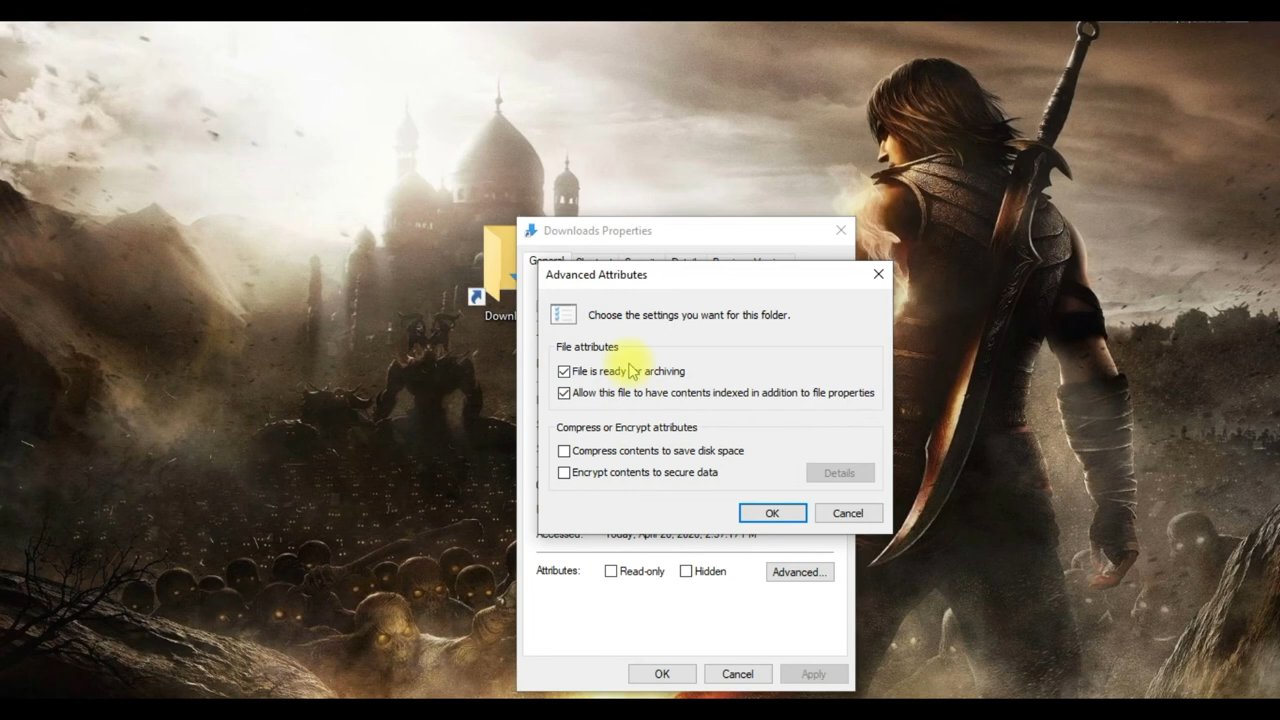 Downloads Properties
General
Advanced Attributes
Choose the settings you want for this folder.
File attributes
File is ready for archiving
Allow this file to have contents indexed in addition to file properties
Compress or Encrypt attributes
Compress contents to save disk space
Encrypt contents to secure data
Details
OK
Cancel
Attributes:
Read-only
Hidden
Advanced...
OK
Cancel
Apply